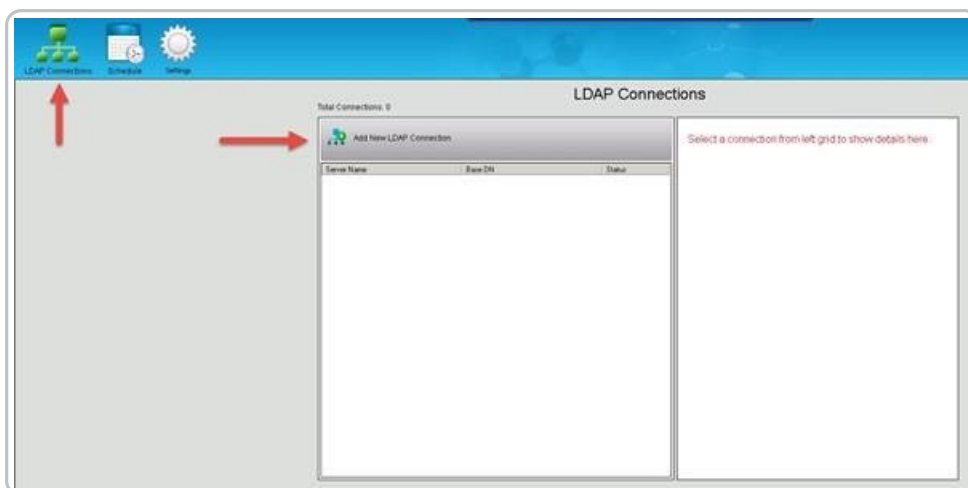 LDAP Connections
Schedule
Settings
LDAP Connections
Total Connections: 0
Add New LDAP Connection
Select a connection from left grid to show details here.
Server Name
Base DN
Status